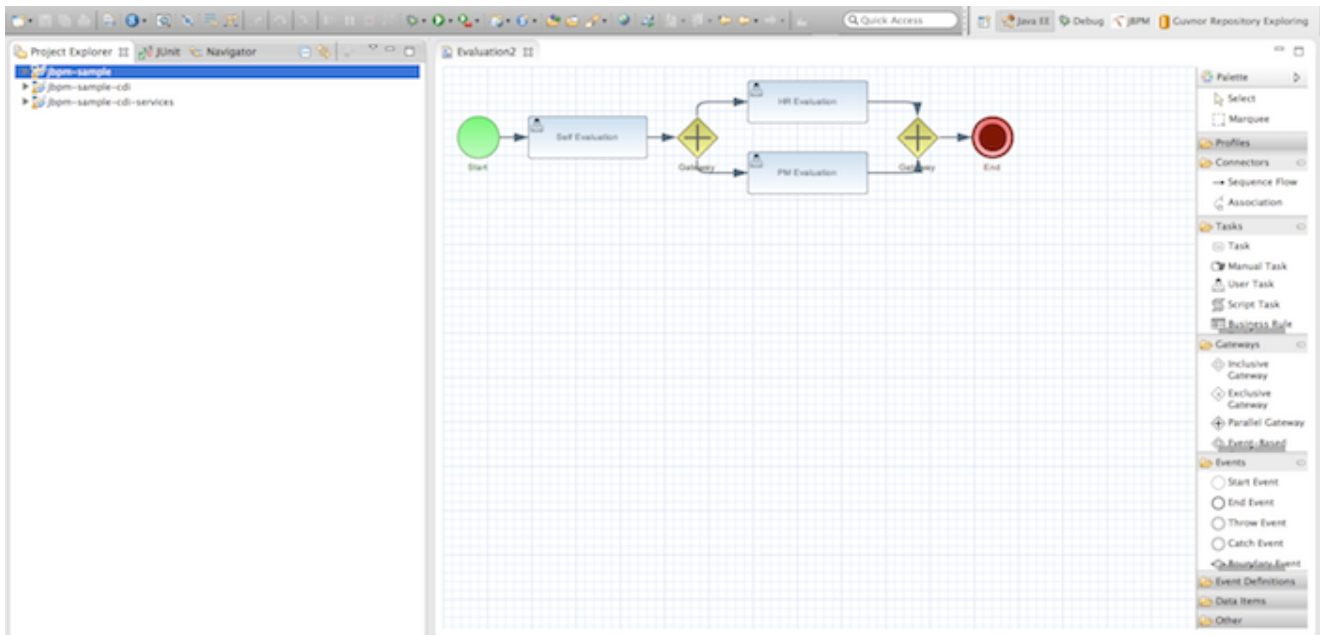 Quick Access
Java EE
Debug
jBPM
Guvnor Repository Exploring
Project Explorer
JUnit
Navigator
jbpm-sample
jbpm-sample-cdi
jbpm-sample-cdi-services
Evaluation2
Start
Self Evaluation
Gateway
HR Evaluation
PM Evaluation
Gateway
End
Palette
Select
Marquee
Profiles
Connectors
Sequence Flow
Association
Tasks
Task
Manual Task
User Task
Script Task
Business Rule
Gateways
Inclusive
Gateway
Exclusive
Gateway
Parallel Gateway
Event-Based
Events
Start Event
End Event
Throw Event
Catch Event
Boundary Event
Event Definitions
Data Items
Other